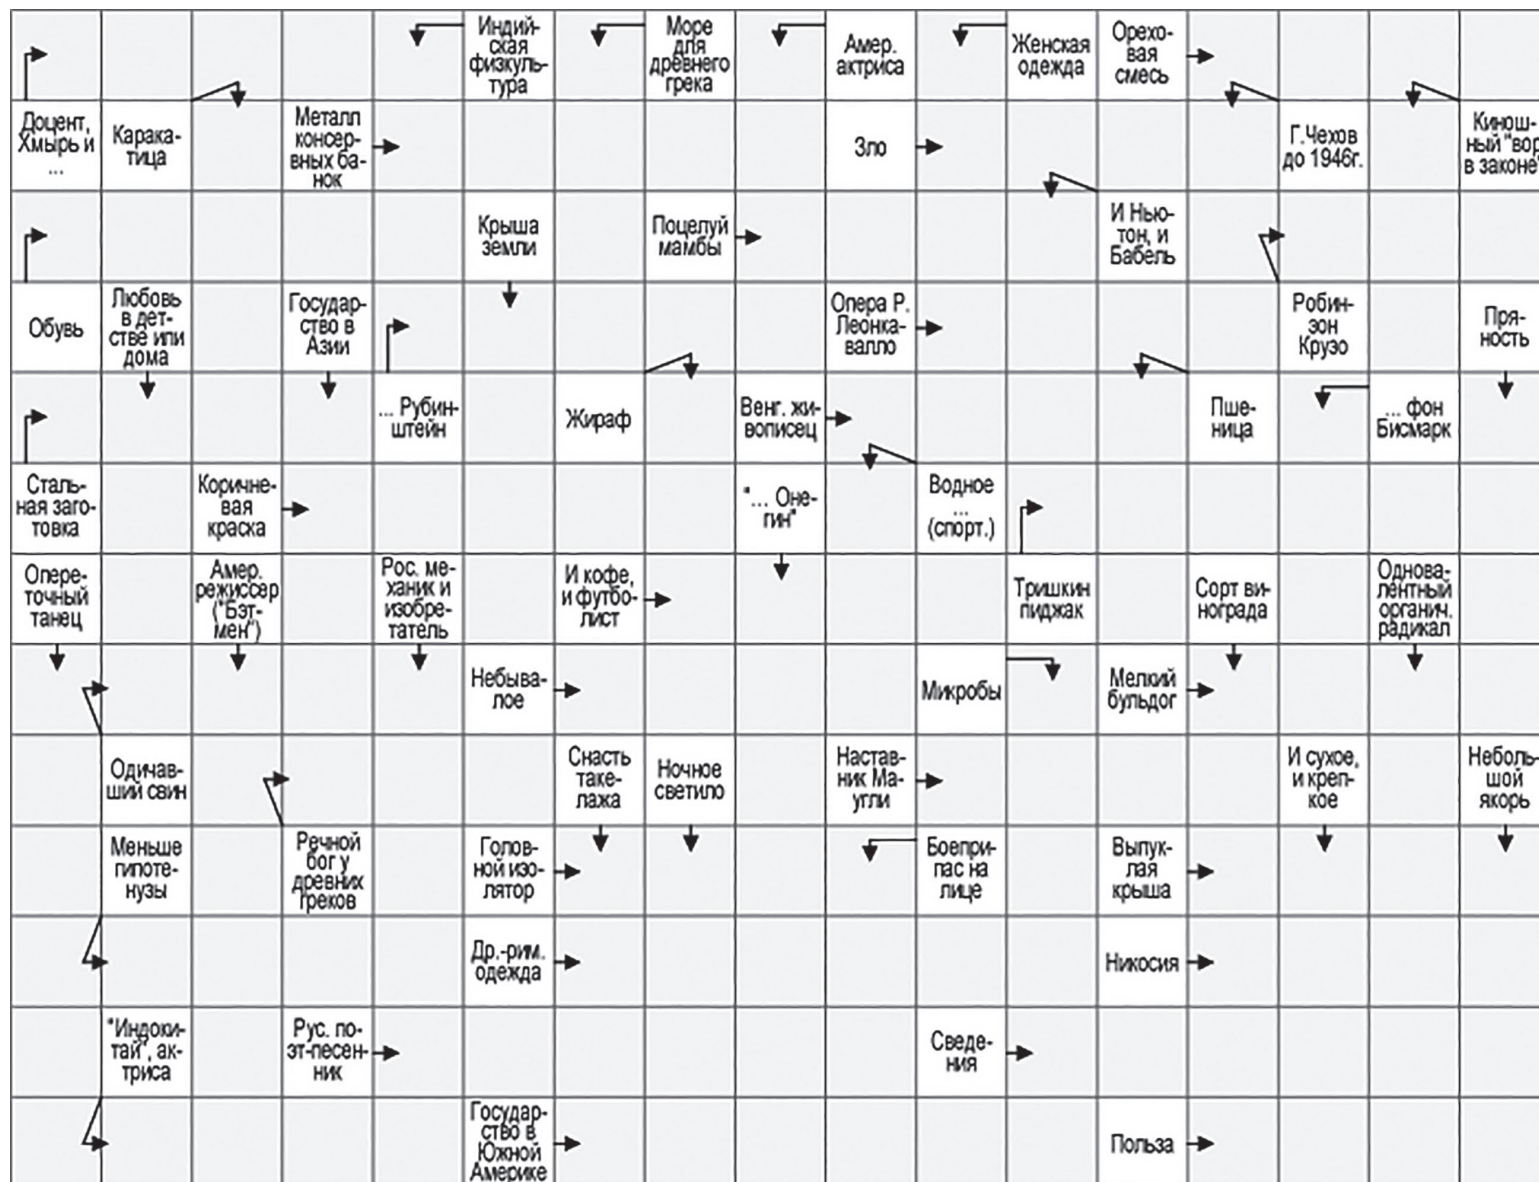 Индий-
ская
физкуль-
тура
Море
для
древнего
грека
Амер.
актриса
Женская
одежда
Орехо-
вая
смесь
Доцент,
Хмырь и
...
Карака-
тица
Металл
консер-
вных ба-
нок
Зло
Г.Чехов
до 1946г.
Кинош-
ный "вор
в законе"
Крыша
земли
Поцелуй
мамбы
И Нью-
тон, и
Бабель
Обувь
Любовь
в дет-
стве или
дома
Государ-
ство в
Азии
Опера Р.
Леонка-
валло
Робин-
зон
Крузо
Пря-
ность
... Рубин-
штейн
Жираф
Венг. жи-
вописец
Пше-
ница
... фон
Бисмарк
Сталь-
ная заго-
товка
Коричне-
вая
краска
"... Оне-
гин"
Водное
...
(спорт.)
Опере-
точный
танец
Амер.
режиссер
("Бэт-
мен")
Рос. ме-
ханик и
изобре-
татель
И кофе,
и футбо-
лист
Тришкин
пиджак
Сорт ви-
нограда
Однова-
лентный
органич.
радикал
Небыва-
лое
Микробы
Мелкий
бульдог
Одичав-
ший свин
Снасть
таке-
лажа
Ночное
светило
Настав-
ник Ма-
угли
И сухое,
и креп-
кое
Неболь-
шой
якорь
Меньше
гипоте-
нузы
Речной
бог у
древних
греков
Голов-
ной изо-
лятор
Боепри-
пас на
лице
Выпук-
лая
крыша
Др.-рим.
одежда
Никосия
"Индоки-
тай", ак-
триса
Рус. по-
эт-песен-
ник
Сведе-
ния
Государ-
ство в
Южной
Америке
Польза